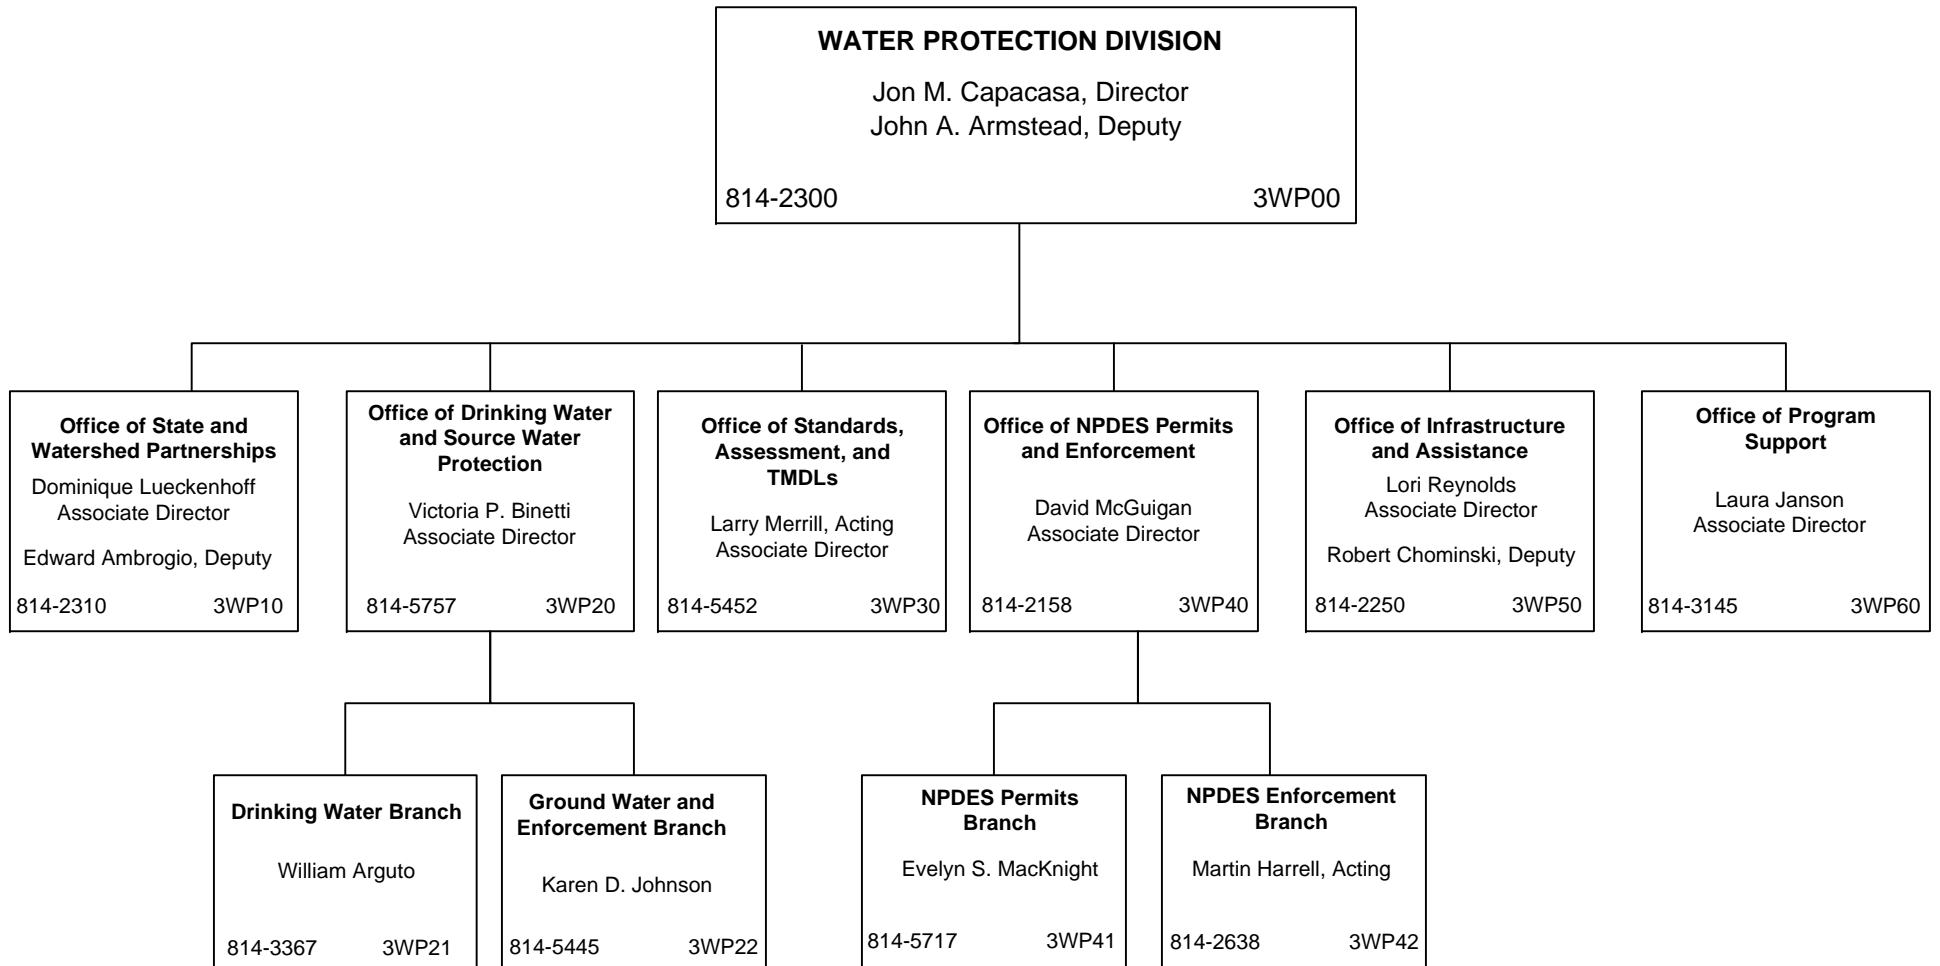 WATER PROTECTION DIVISION
Jon M. Capacasa, Director
John A. Armstead, Deputy
814-2300 3WP00
Office of State and
Watershed Partnerships
Dominique Lueckenhoff
Associate Director
Edward Ambrogio, Deputy
814-2310 3WP10
Office of Drinking Water
and Source Water
Protection
Victoria P. Binetti
Associate Director
814-5757 3WP20
Office of Standards,
Assessment, and
TMDLs
Larry Merrill, Acting
Associate Director
814-5452 3WP30
Office of NPDES Permits
and Enforcement
David McGuigan
Associate Director
814-2158 3WP40
Office of Infrastructure
and Assistance
Lori Reynolds
Associate Director
Robert Chominski, Deputy
814-2250 3WP50
Office of Program
Support
Laura Janson
Associate Director
814-3145 3WP60
Drinking Water Branch
William Arguto
814-3367 3WP21
Ground Water and
Enforcement Branch
Karen D. Johnson
814-5445 3WP22
NPDES Permits
Branch
Evelyn S. MacKnight
814-5717 3WP41
NPDES Enforcement
Branch
Martin Harrell, Acting
814-2638 3WP42